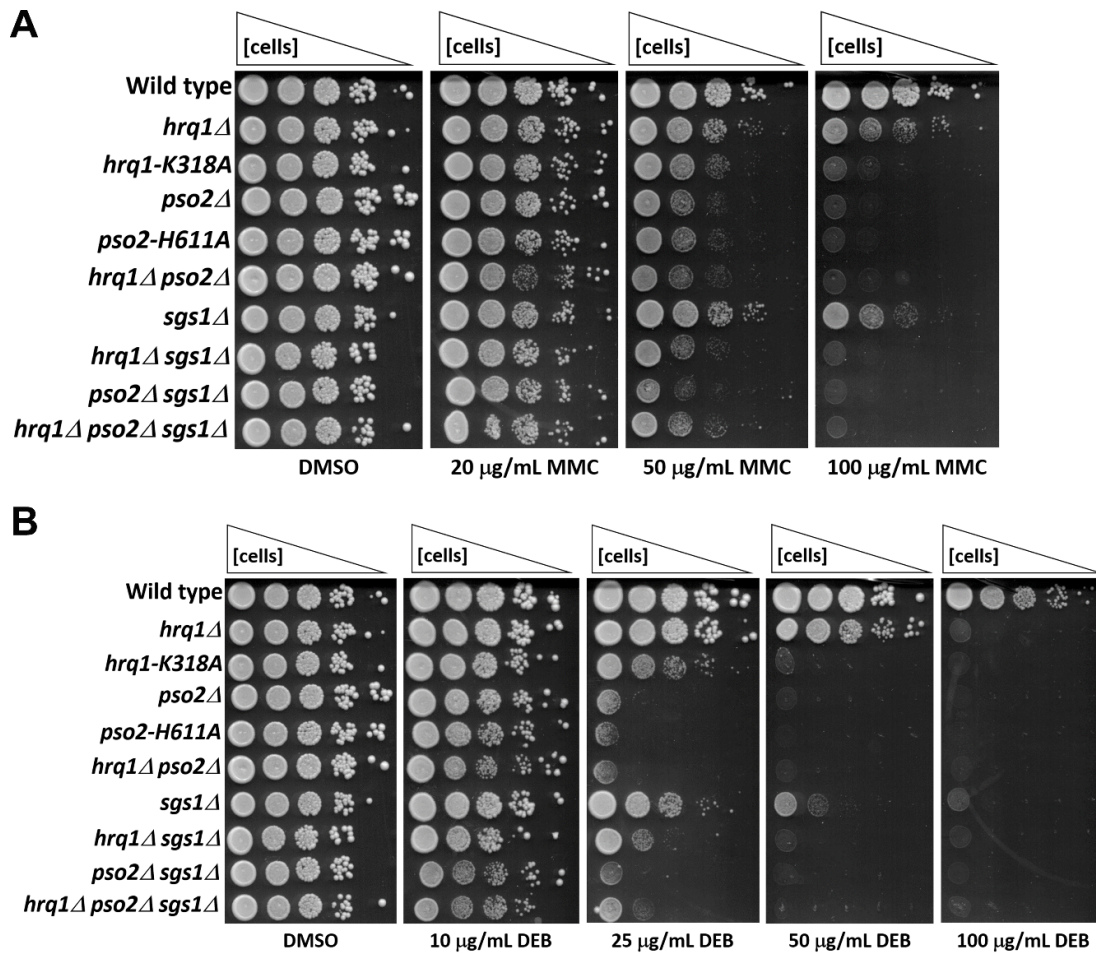 A
[cells] [cells] [cells] [cells]
Wild type
hrq1Δ
hrq1-K318A
pso2Δ
pso2-H611A
hrq1Δ pso2Δ
sgs1Δ
hrq1Δ sgs1Δ
pso2Δ sgs1Δ
hrq1Δ pso2Δ sgs1Δ
DMSO 20 μg/mL MMC 50 μg/mL MMC 100 μg/mL MMC
B
[cells] [cells] [cells] [cells] [cells]
Wild type
hrq1Δ
hrq1-K318A
pso2Δ
pso2-H611A
hrq1Δ pso2Δ
sgs1Δ
hrq1Δ sgs1Δ
pso2Δ sgs1Δ
hrq1Δ pso2Δ sgs1Δ
DMSO 10 μg/mL DEB 25 μg/mL DEB 50 μg/mL DEB 100 μg/mL DEB